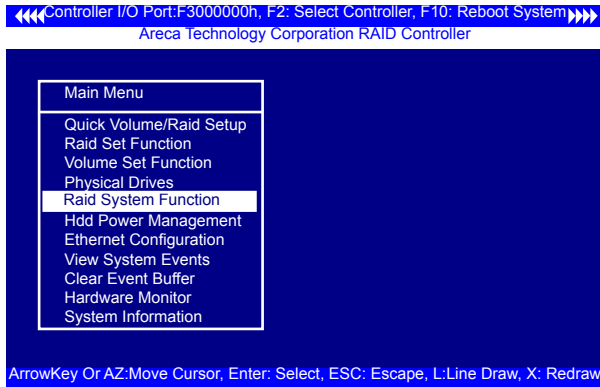 Controller I/O Port:F3000000h, F2: Select Controller, F10: Reboot System
Areca Technology Corporation RAID Controller
Main Menu
Quick Volume/Raid Setup
Raid Set Function
Volume Set Function
Physical Drives
Raid System Function
Hdd Power Management
Ethernet Configuration
View System Events
Clear Event Buffer
Hardware Monitor
System Information
ArrowKey Or AZ:Move Cursor, Enter: Select, ESC: Escape, L:Line Draw, X: Redraw